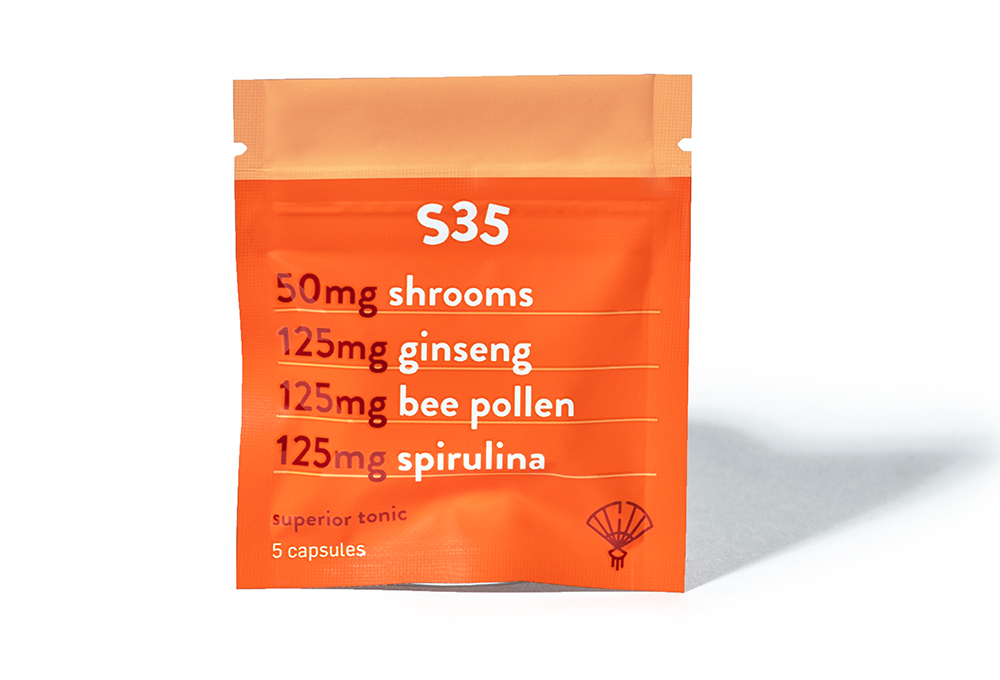 S35
50mg shrooms
125mg ginseng
125mg bee pollen
125mg spirulina
superior tonic
5 capsules